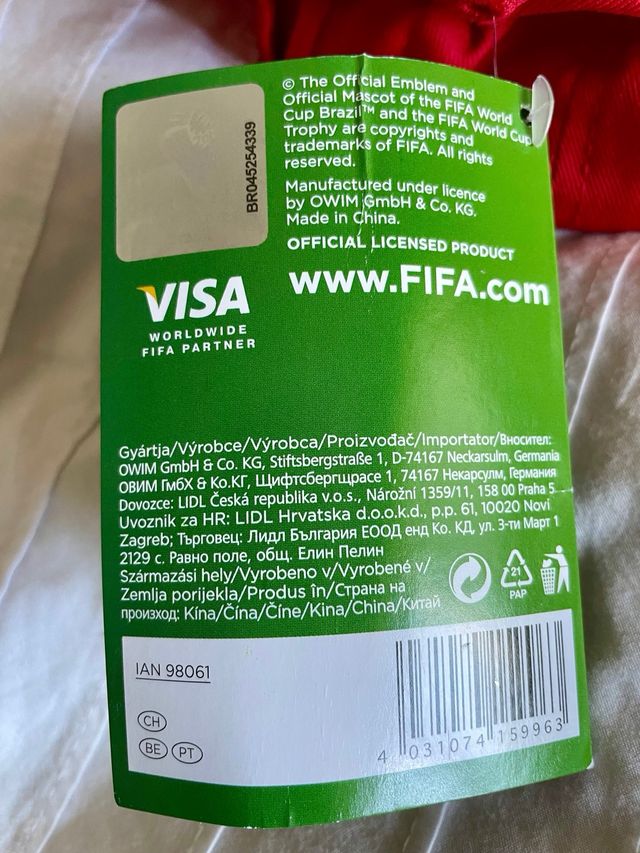 © The Official Emblem and
Official Mascot of the FIFA World
Cup Brazil™ and the FIFA World Cup
Trophy are copyrights and
trademarks of FIFA. All rights
reserved.
Manufactured under licence
by OWIM GmbH & Co. KG.
Made in China.
OFFICIAL LICENSED PRODUCT
www.FIFA.com
BR045254339
VISA
WORLDWIDE
FIFA PARTNER
Gyártja/Výrobce/Výrobca/Proizvođač/Importator/Вносител:
OWIM GmbH & Co. KG, Stiftsbergstraße 1, D-74167 Neckarsulm, Germania
ОВИМ ГмбХ & Ко.КГ, Щифтсбергщрасе 1, 74167 Некарсулм, Германия
Dovozce: LIDL Česká republika v.o.s., Nárožní 1359/11, 158 00 Praha 5
Uvoznik za HR: LIDL Hrvatska d.o.o.k.d., p.p. 61, 10020 Novi
Zagreb; Търговец: Лидл България ЕООД енд Ко. КД, ул. 3-ти Март 1
2129 с. Равно поле, общ. Елин Пелин
Származási hely/Vyrobeno v/Vyrobené v/
Zemlja porijekla/Produs în/Страна на
произход: Kína/Čína/Číne/Kina/China/Китай
21
PAP
IAN 98061
CH
BE PT
4 031074 159963